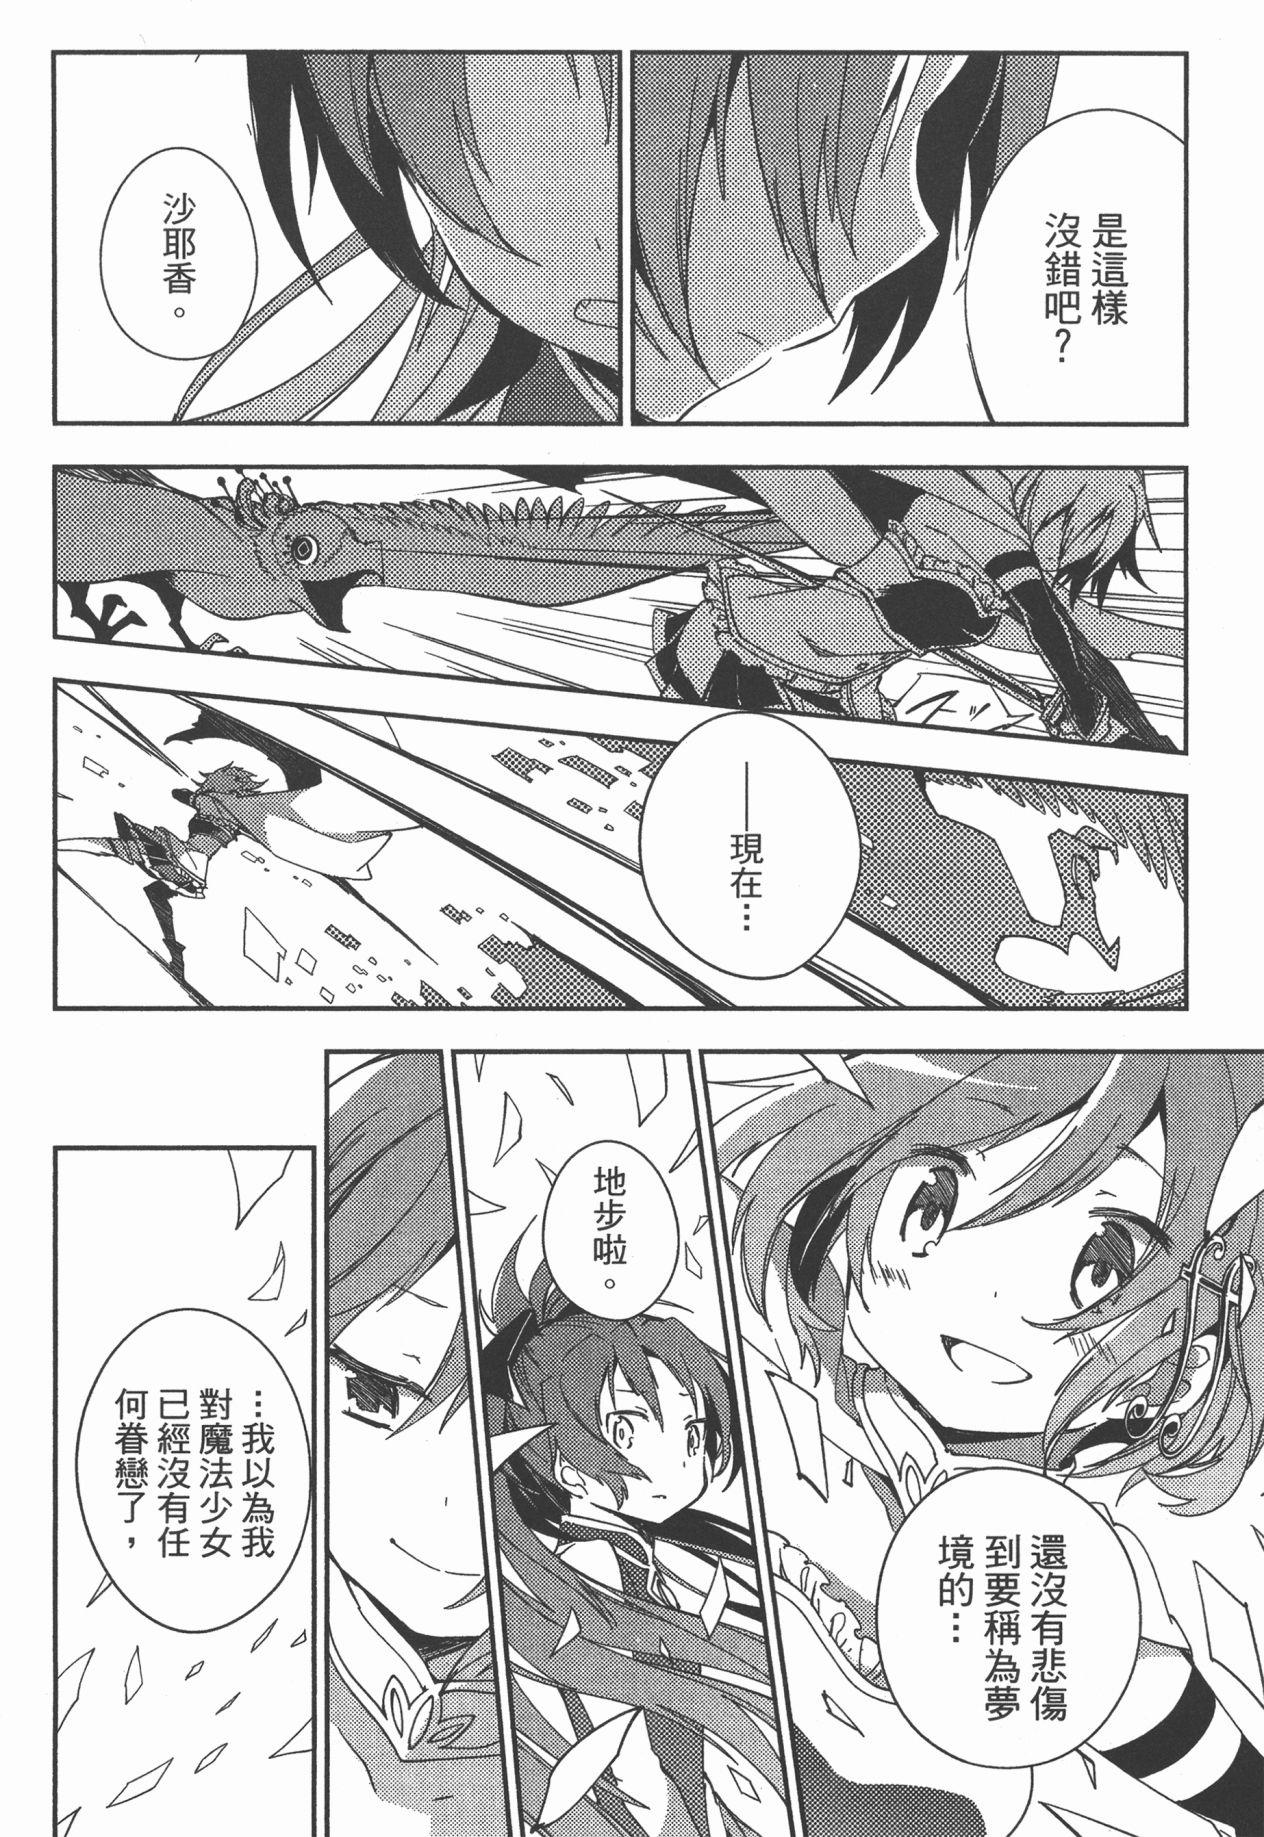 是這樣
沒錯吧？
沙耶香。
──現在…
還沒有悲傷
到要稱為夢
境的…
地步啦。
…我以為我
對魔法少女
已經沒有任
何眷戀了，